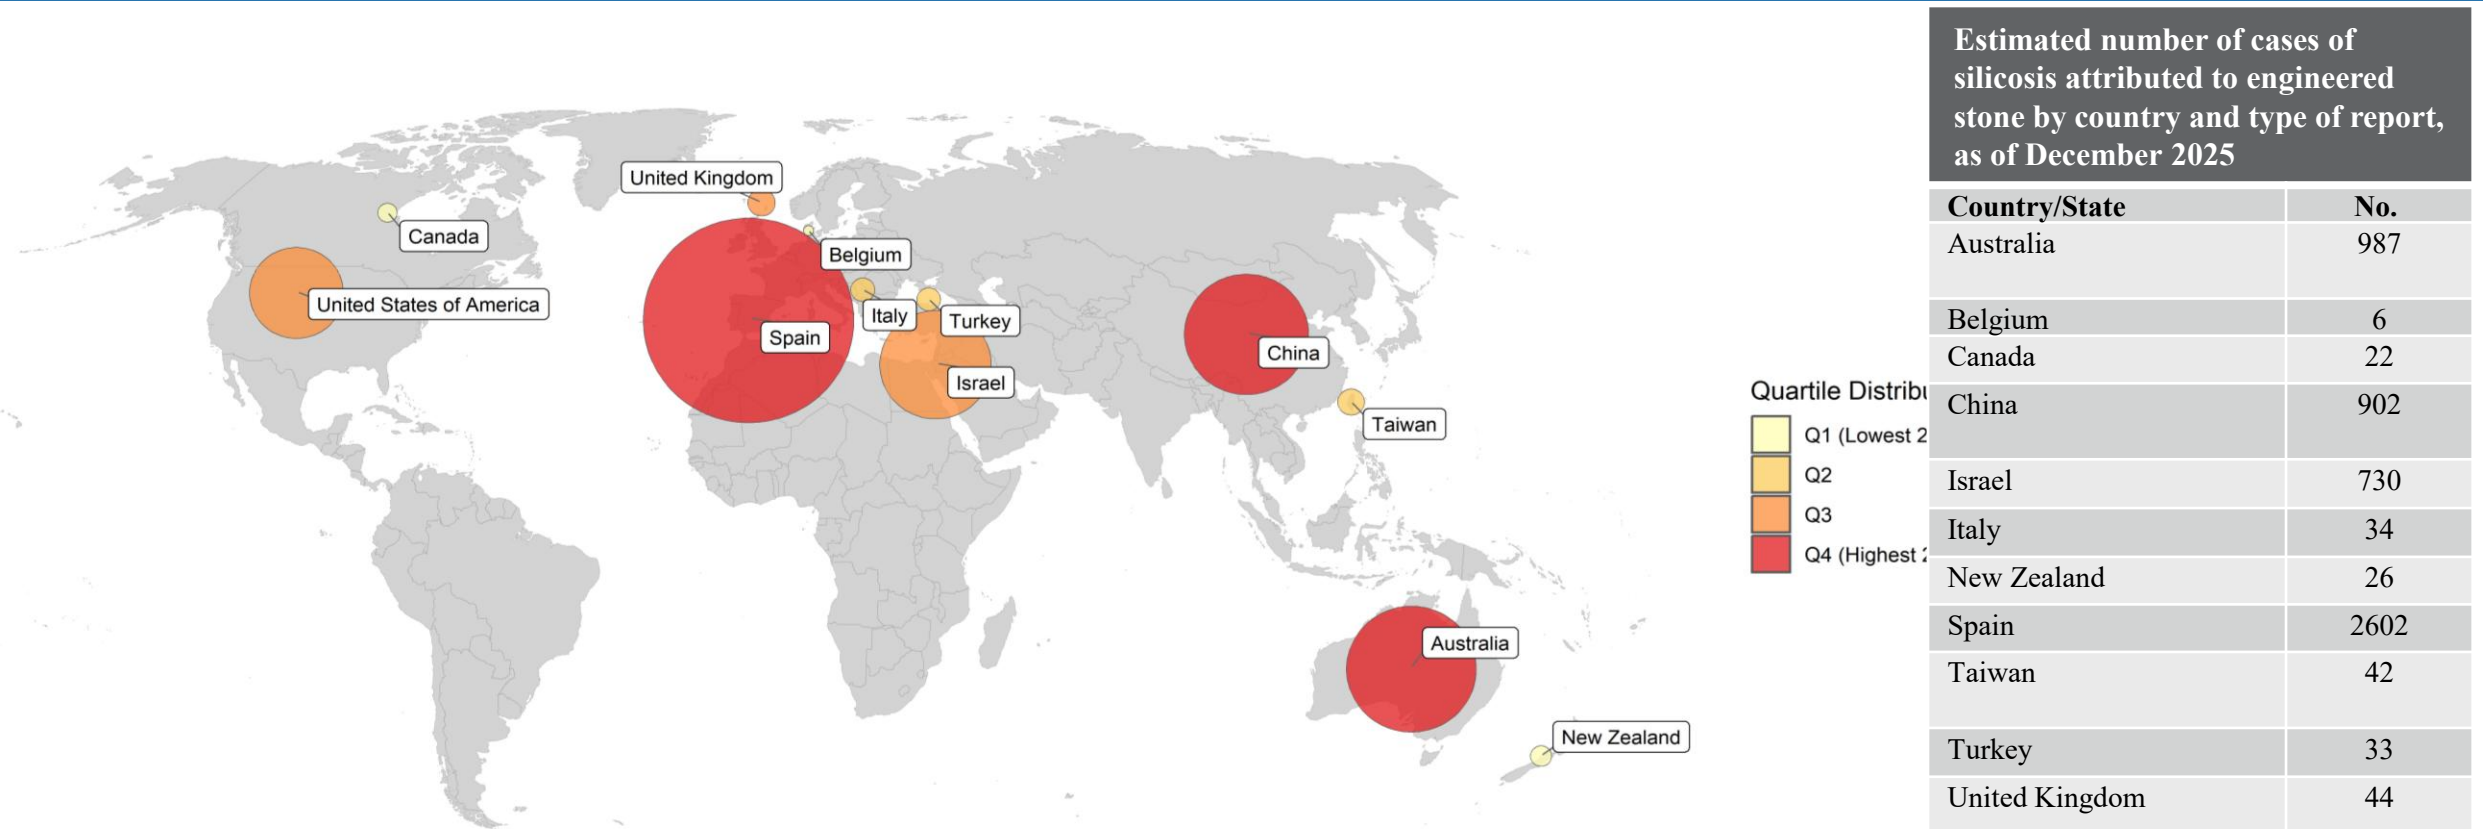 United Kingdom
Canada
Belgium
United States of America
Italy
Turkey
Spain
China
Israel
Taiwan
Australia
New Zealand
Quartile Distribu
Q1 (Lowest 2
Q2
Q3
Q4 (Highest 2
Estimated number of cases of
silicosis attributed to engineered
stone by country and type of report,
as of December 2025
Country/State No.
Australia 987
Belgium 6
Canada 22
China 902
Israel 730
Italy 34
New Zealand 26
Spain 2602
Taiwan 42
Turkey 33
United Kingdom 44